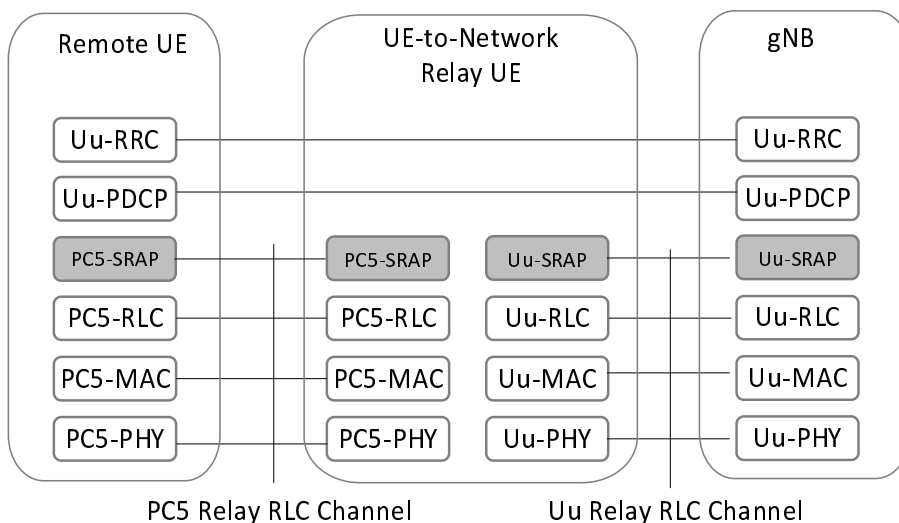 Remote UE
UE-to-Network
Relay UE
gNB
Uu-RRC
Uu-RRC
Uu-PDCP
Uu-PDCP
PC5-SRAP
PC5-SRAP
Uu-SRAP
Uu-SRAP
PC5-RLC
PC5-RLC
Uu-RLC
Uu-RLC
PC5-MAC
PC5-MAC
Uu-MAC
Uu-MAC
PC5-PHY
PC5-PHY
Uu-PHY
Uu-PHY
PC5 Relay RLC Channel
Uu Relay RLC Channel